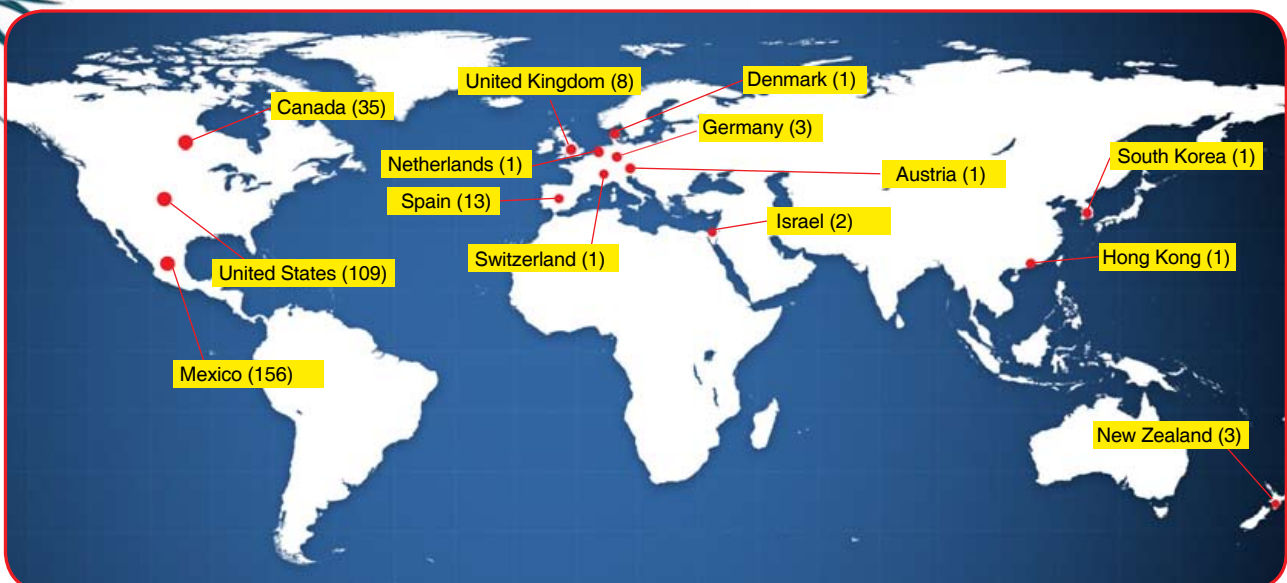 United Kingdom (8)
Denmark (1)
Canada (35)
Germany (3)
Netherlands (1)
South Korea (1)
Austria (1)
Spain (13)
Israel (2)
Switzerland (1)
Hong Kong (1)
United States (109)
Mexico (156)
New Zealand (3)